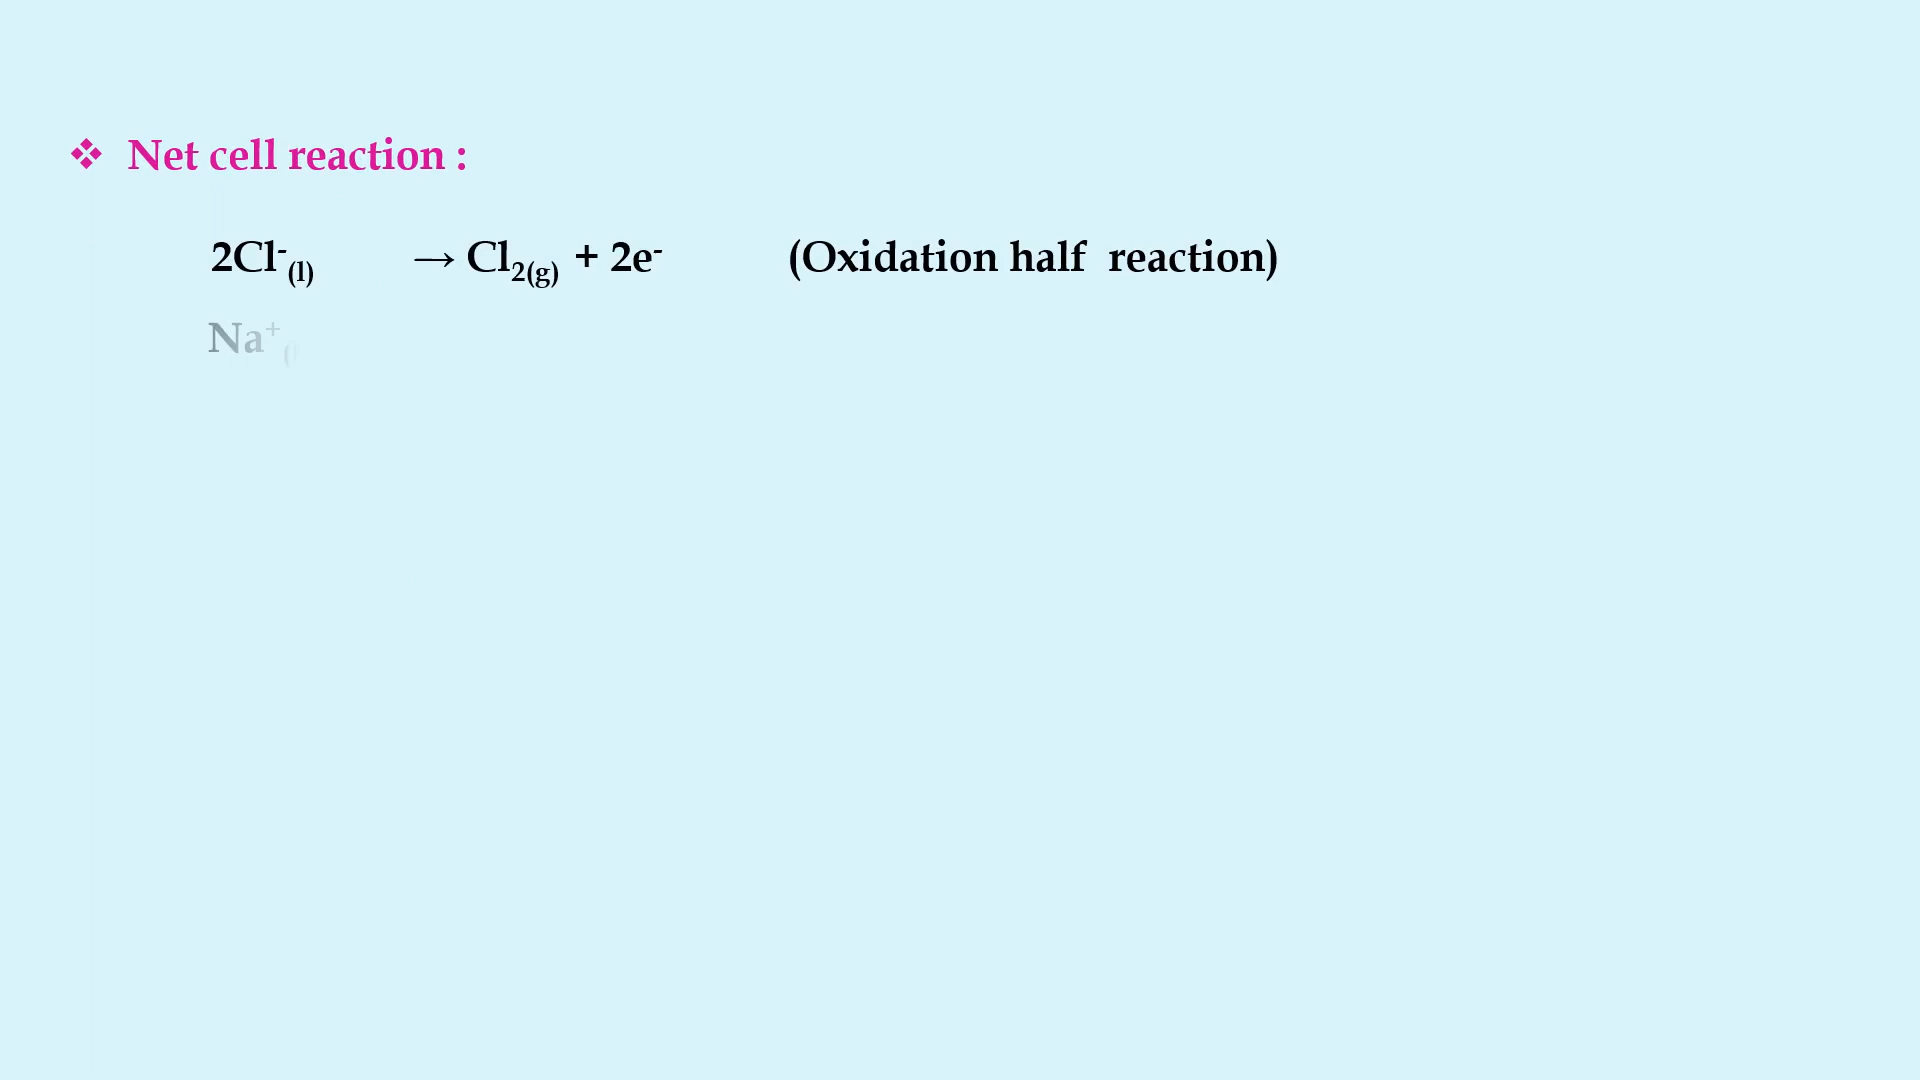 ❖ Net cell reaction :
2Cl⁻₍ₗ₎ → Cl₂₍g₎ + 2e⁻ (Oxidation half reaction)
Na⁺₍